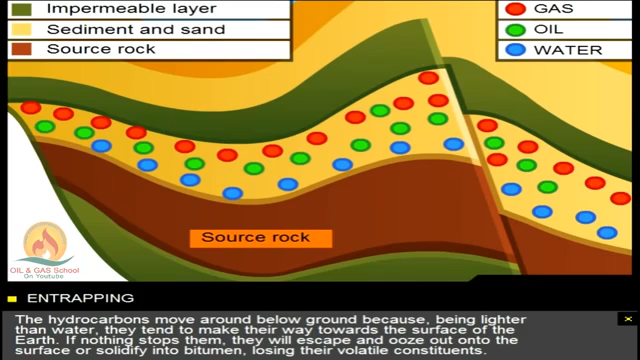 Impermeable layer
Sediment and sand
Source rock
GAS
OIL
WATER
Source rock
OIL & GAS School
On Youtube
ENTRAPPING
The hydrocarbons move around below ground because, being lighter
than water, they tend to make their way towards the surface of the
Earth. If nothing stops them, they will escape and ooze out onto the
surface or solidify into bitumen, losing their volatile constituents.